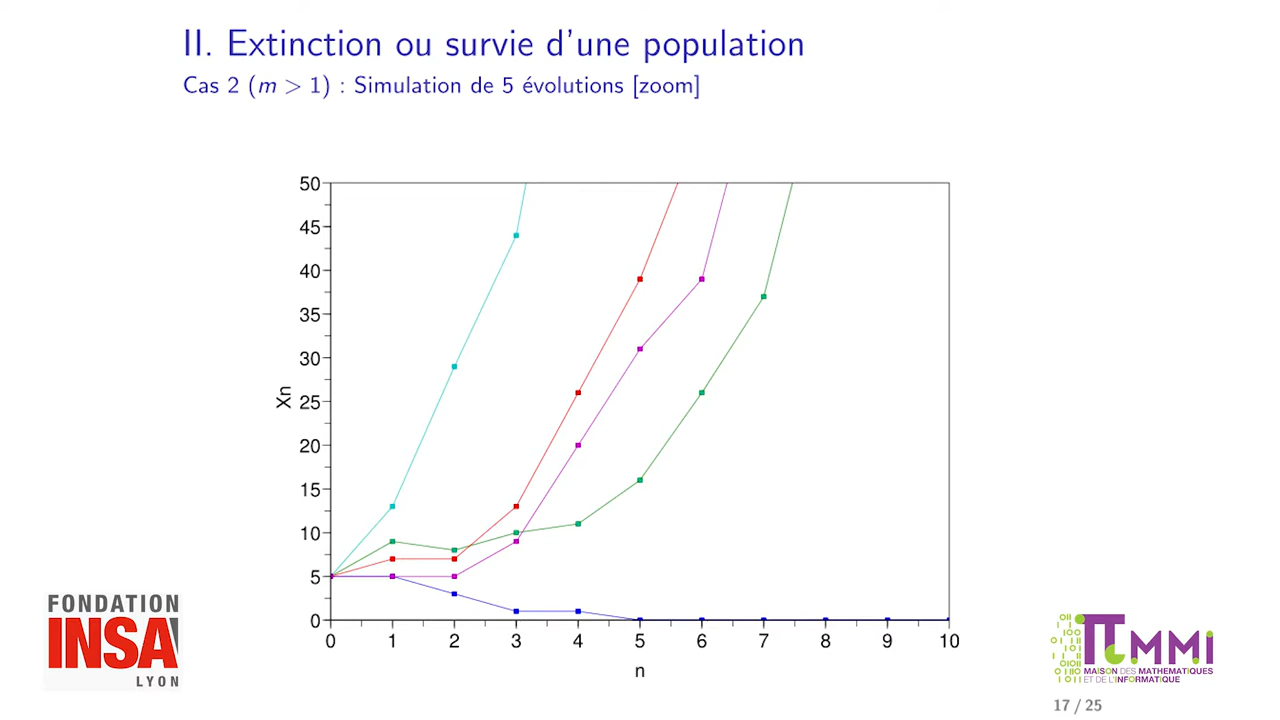 II. Extinction ou survie d'une population
Cas 2 (m > 1) : Simulation de 5 évolutions [zoom]
50
45
40
35
30
25
20
15
10
5
0
Xn
0 1 2 3 4 5 6 7 8 9 10
n
FONDATION
INSA
LYON
MMI
MAISON DES MATHEMATIQUES
ET DE L'INFORMATIQUE
17 / 25